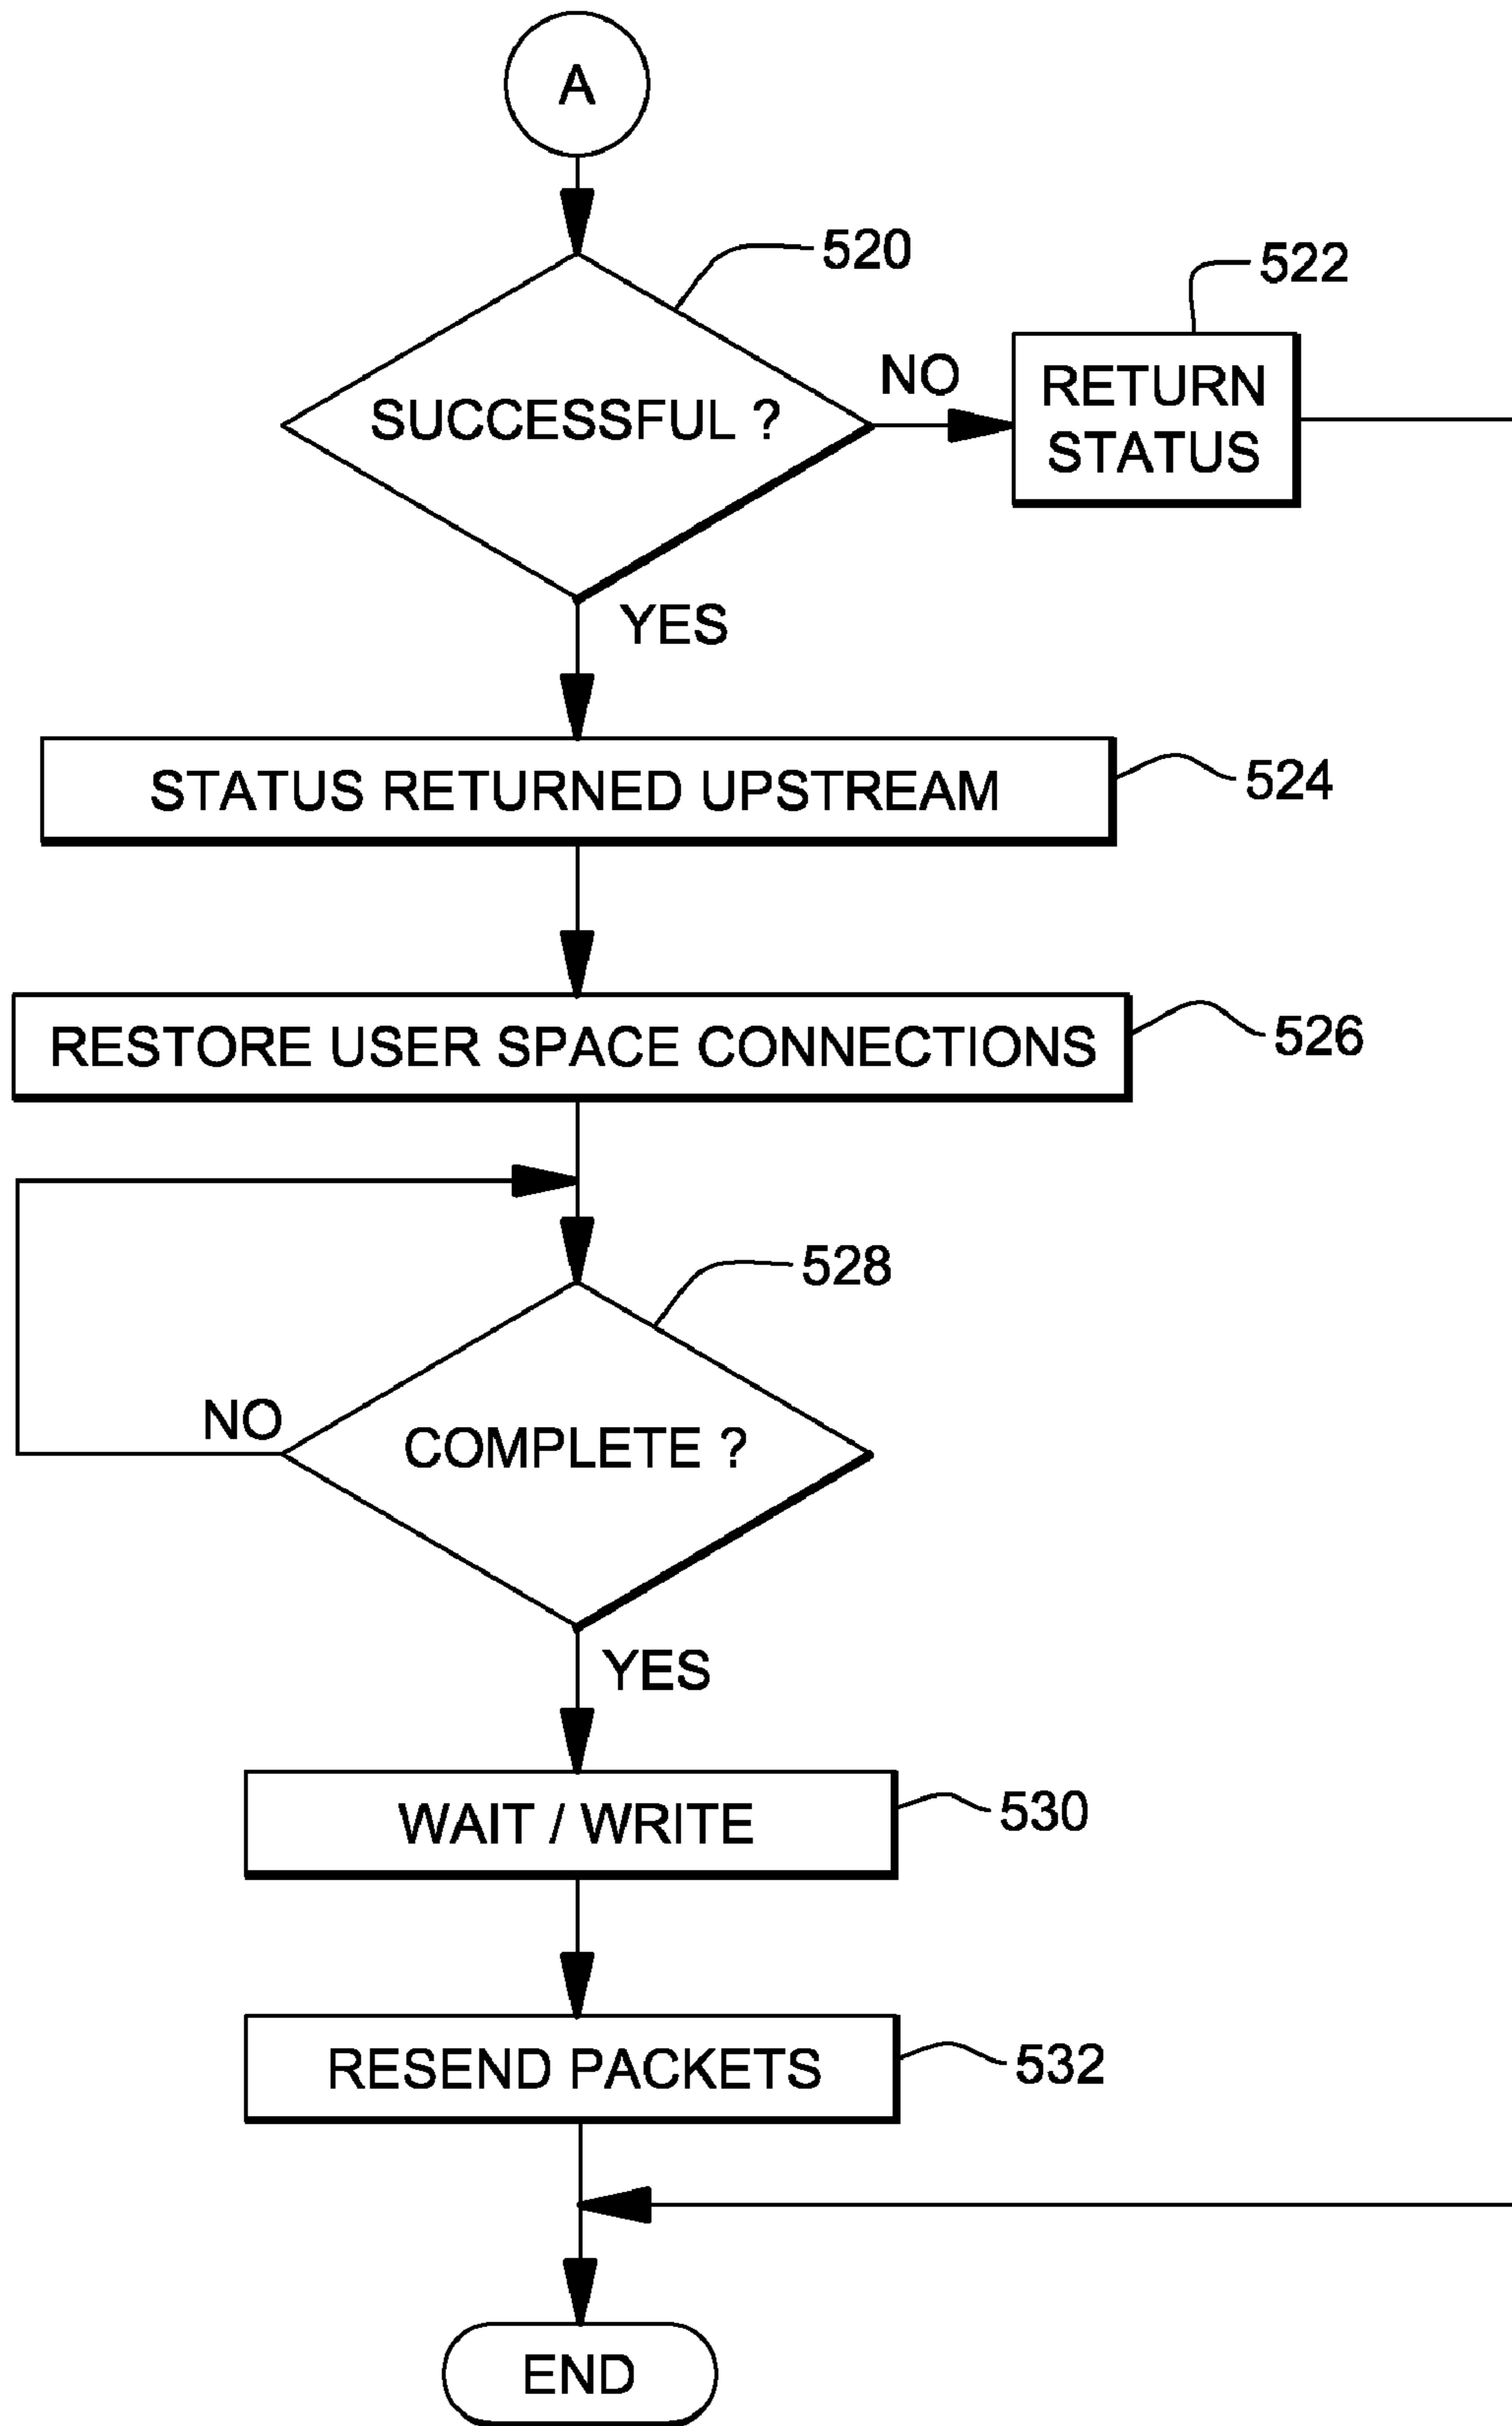 A
520
522
SUCCESSFUL ?
NO
RETURN
STATUS
YES
STATUS RETURNED UPSTREAM
524
RESTORE USER SPACE CONNECTIONS
526
528
COMPLETE ?
NO
YES
WAIT / WRITE
530
RESEND PACKETS
532
END